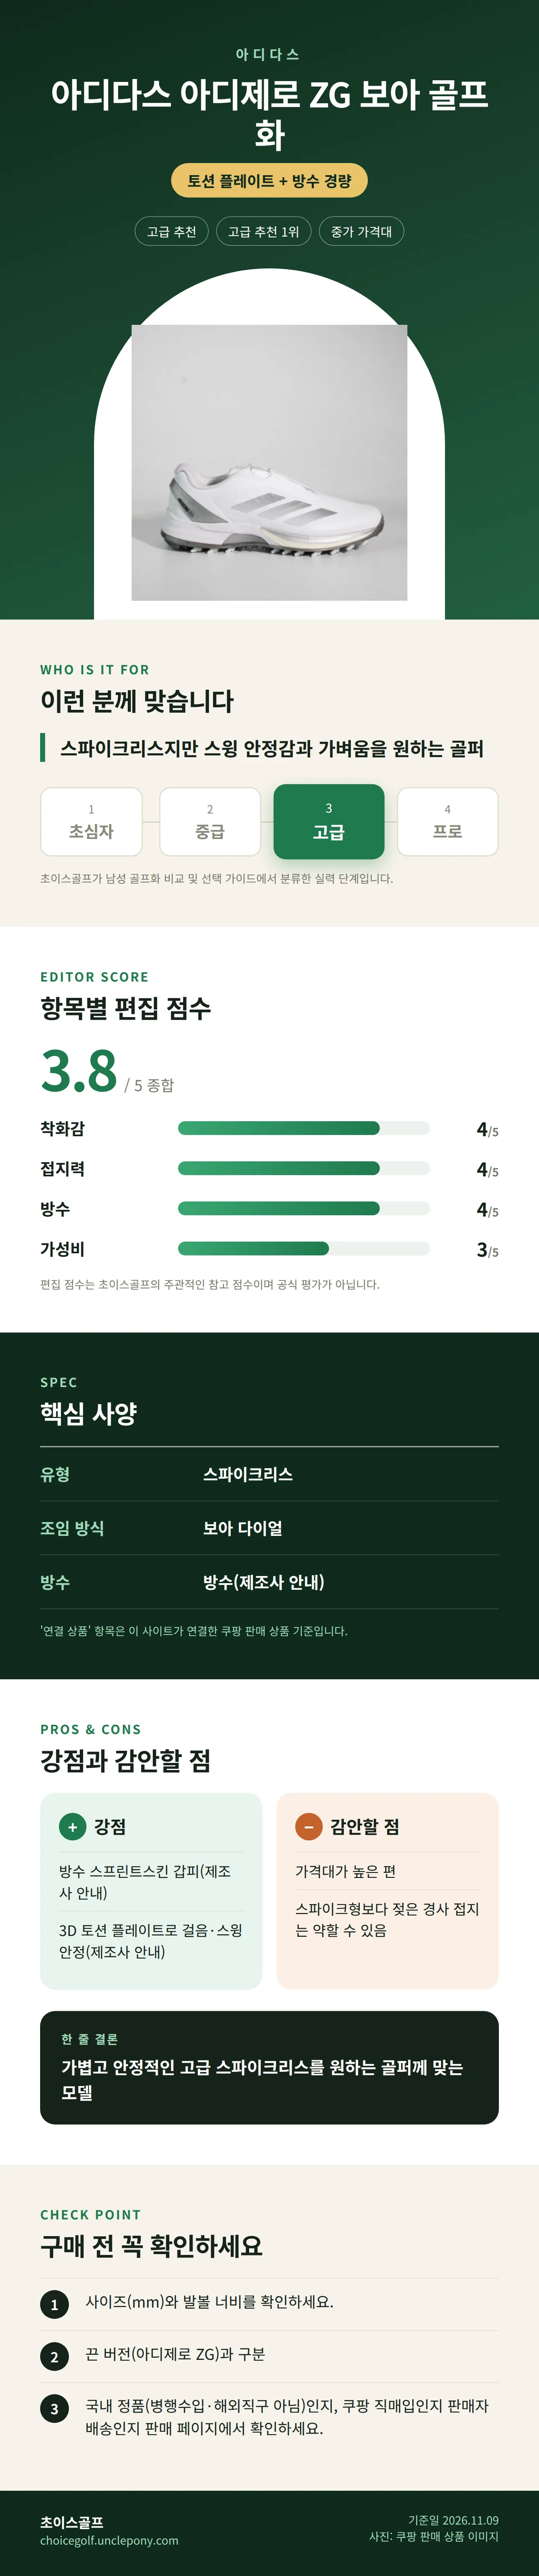 아디다스
아디다스 아디제로 ZG 보아 골프
화
토션 플레이트 + 방수 경량
고급 추천
고급 추천 1위
중가 가격대
WHO IS IT FOR
이런 분께 맞습니다
스파이크리스지만 스윙 안정감과 가벼움을 원하는 골퍼
1
초심자
2
중급
3
고급
4
프로
초이스골프가 남성 골프화 비교 및 선택 가이드에서 분류한 실력 단계입니다.
EDITOR SCORE
항목별 편집 점수
3.8 / 5 종합
착화감 4/5
접지력 4/5
방수 4/5
가성비 3/5
편집 점수는 초이스골프의 주관적인 참고 점수이며 공식 평가가 아닙니다.
SPEC
핵심 사양
유형 스파이크리스
조임 방식 보아 다이얼
방수 방수(제조사 안내)
'연결 상품' 항목은 이 사이트가 연결한 쿠팡 판매 상품 기준입니다.
PROS & CONS
강점과 감안할 점
+ 강점
방수 스프린트스킨 갑피(제조
사 안내)
3D 토션 플레이트로 걸음·스윙
안정(제조사 안내)
− 감안할 점
가격대가 높은 편
스파이크형보다 젖은 경사 접지
는 약할 수 있음
한 줄 결론
가볍고 안정적인 고급 스파이크리스를 원하는 골퍼께 맞는
모델
CHECK POINT
구매 전 꼭 확인하세요
1 사이즈(mm)와 발볼 너비를 확인하세요.
2 끈 버전(아디제로 ZG)과 구분
3 국내 정품(병행수입·해외직구 아님)인지, 쿠팡 직매입인지 판매자
배송인지 판매 페이지에서 확인하세요.
초이스골프
choicegolf.unclepony.com
기준일 2026.11.09
사진: 쿠팡 판매 상품 이미지